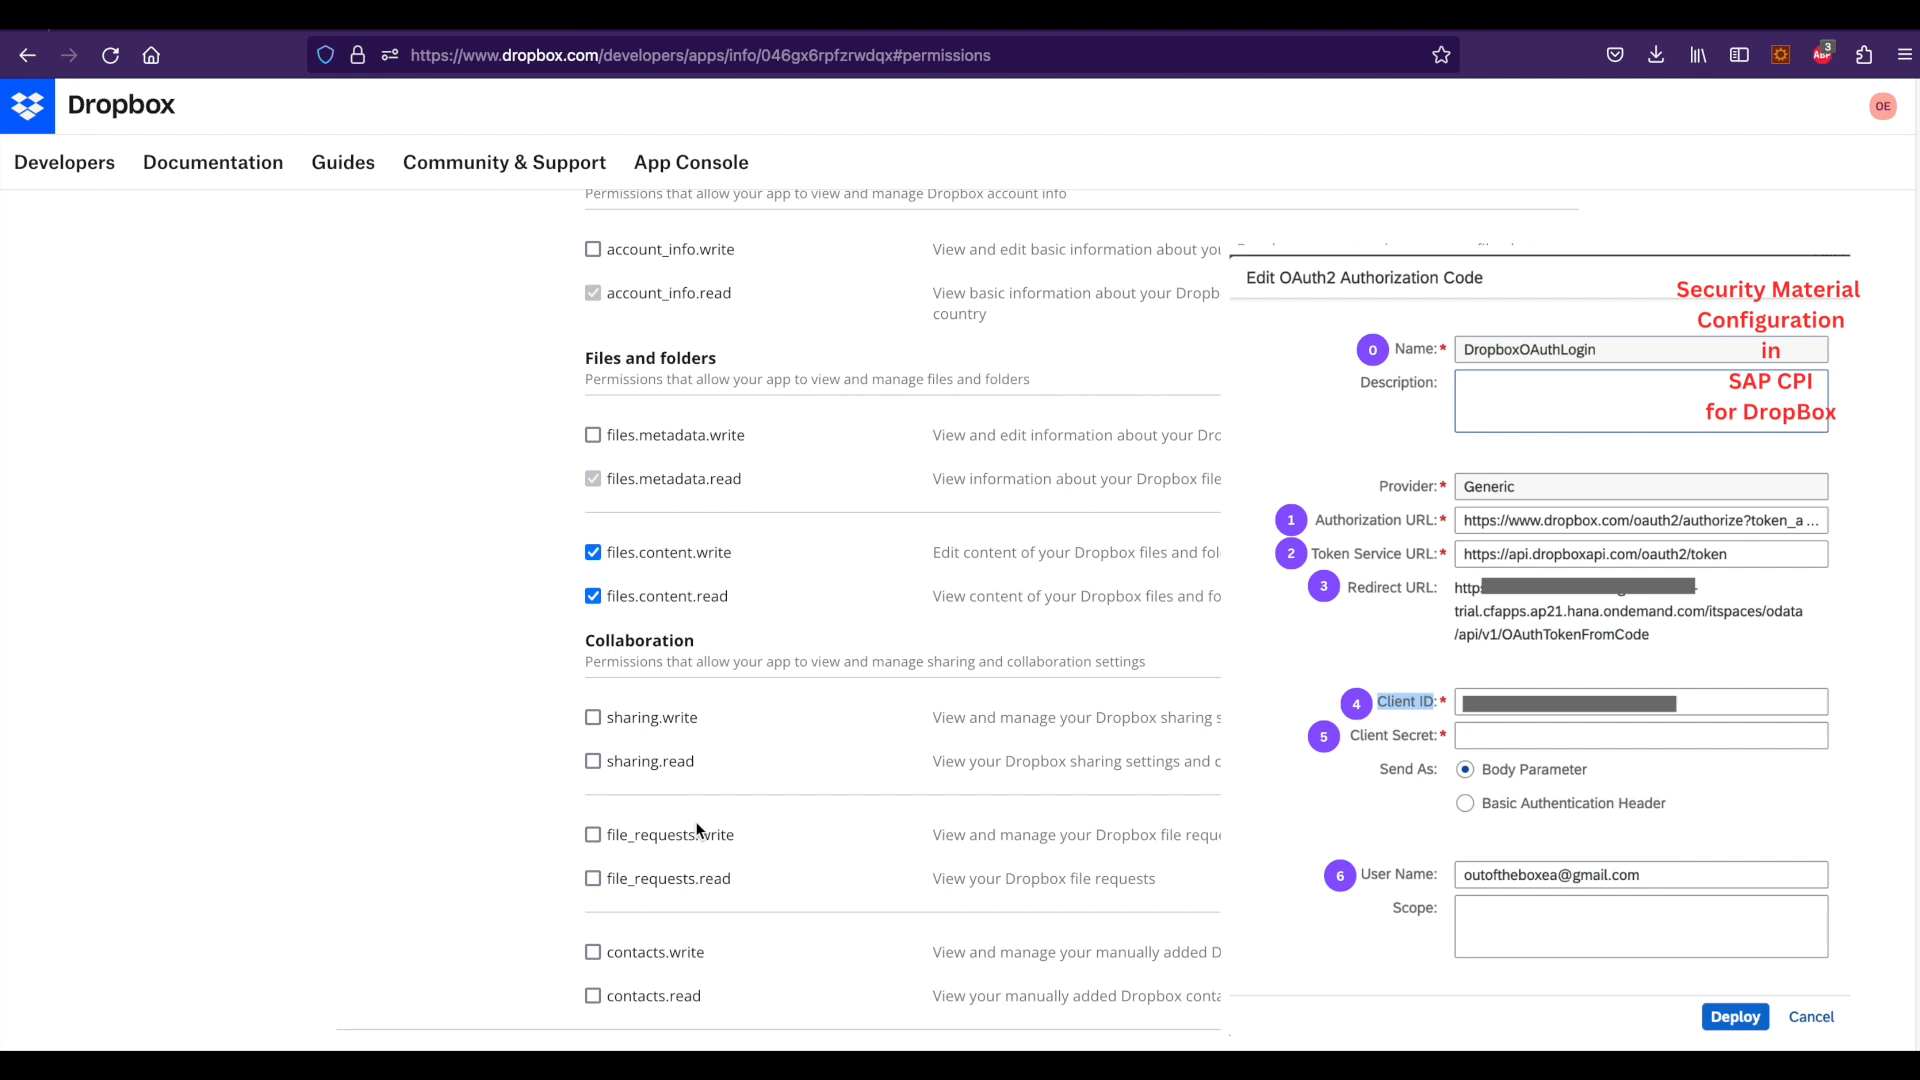 https://www.dropbox.com/developers/apps/info/046gx6rpfzrwdqx#permissions
3
ABP
Dropbox
OE
Developers Documentation Guides Community & Support App Console
Permissions that allow your app to view and manage Dropbox account info
account_info.write View and edit basic information about you
account_info.read View basic information about your Dropb
country
Files and folders
Permissions that allow your app to view and manage files and folders
files.metadata.write View and edit information about your Dro
files.metadata.read View information about your Dropbox file
files.content.write Edit content of your Dropbox files and fol
files.content.read View content of your Dropbox files and fo
Collaboration
Permissions that allow your app to view and manage sharing and collaboration settings
sharing.write View and manage your Dropbox sharing s
sharing.read View your Dropbox sharing settings and c
file_requests.write View and manage your Dropbox file reque
file_requests.read View your Dropbox file requests
contacts.write View and manage your manually added D
contacts.read View your manually added Dropbox conta
Edit OAuth2 Authorization Code
Security Material
Configuration
in
SAP CPI
for DropBox
0 Name:* DropboxOAuthLogin
Description:
Provider:* Generic
1 Authorization URL:* https://www.dropbox.com/oauth2/authorize?token_a ...
2 Token Service URL:* https://api.dropboxapi.com/oauth2/token
3 Redirect URL: http
trial.cfapps.ap21.hana.ondemand.com/itspaces/odata
/api/v1/OAuthTokenFromCode
4 Client ID:*
5 Client Secret:*
Send As: Body Parameter
Basic Authentication Header
6 User Name: outoftheboxea@gmail.com
Scope:
Deploy Cancel